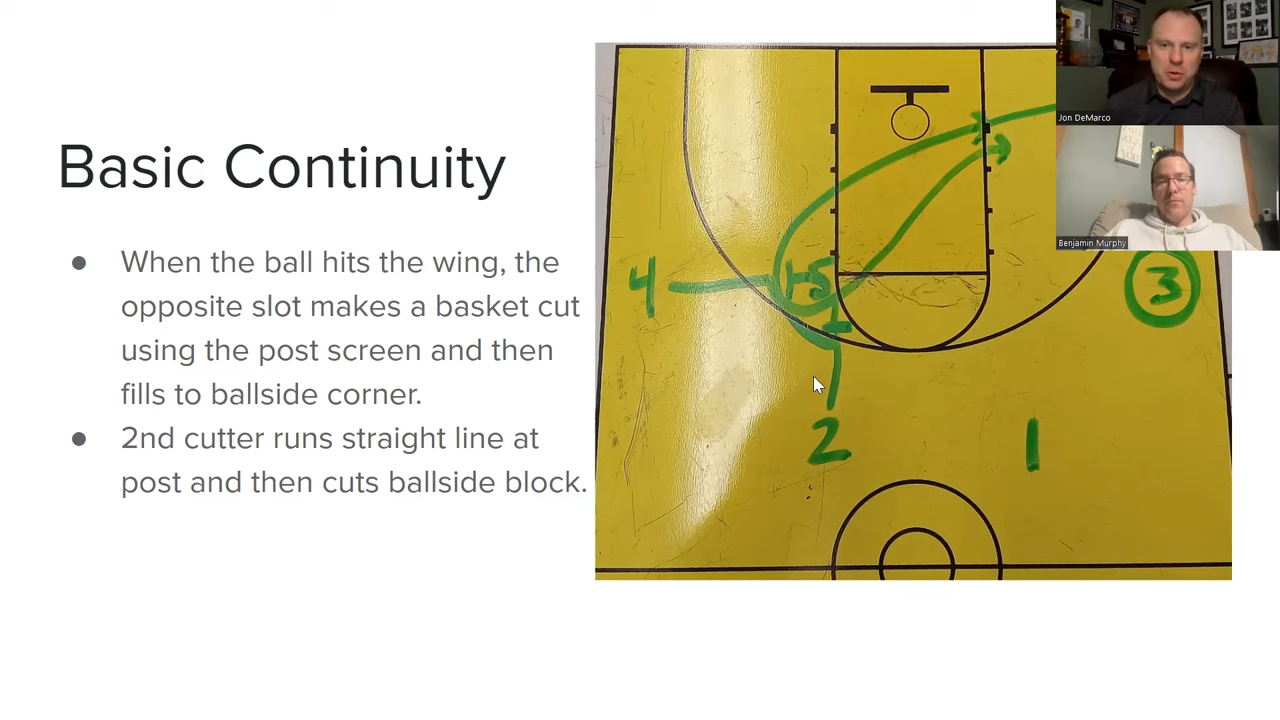 Basic Continuity
● When the ball hits the wing, the
opposite slot makes a basket cut
using the post screen and then
fills to ballside corner.
● 2nd cutter runs straight line at
post and then cuts ballside block.
4
5
3
2
1
Jon DeMarco
Benjamin Murphy